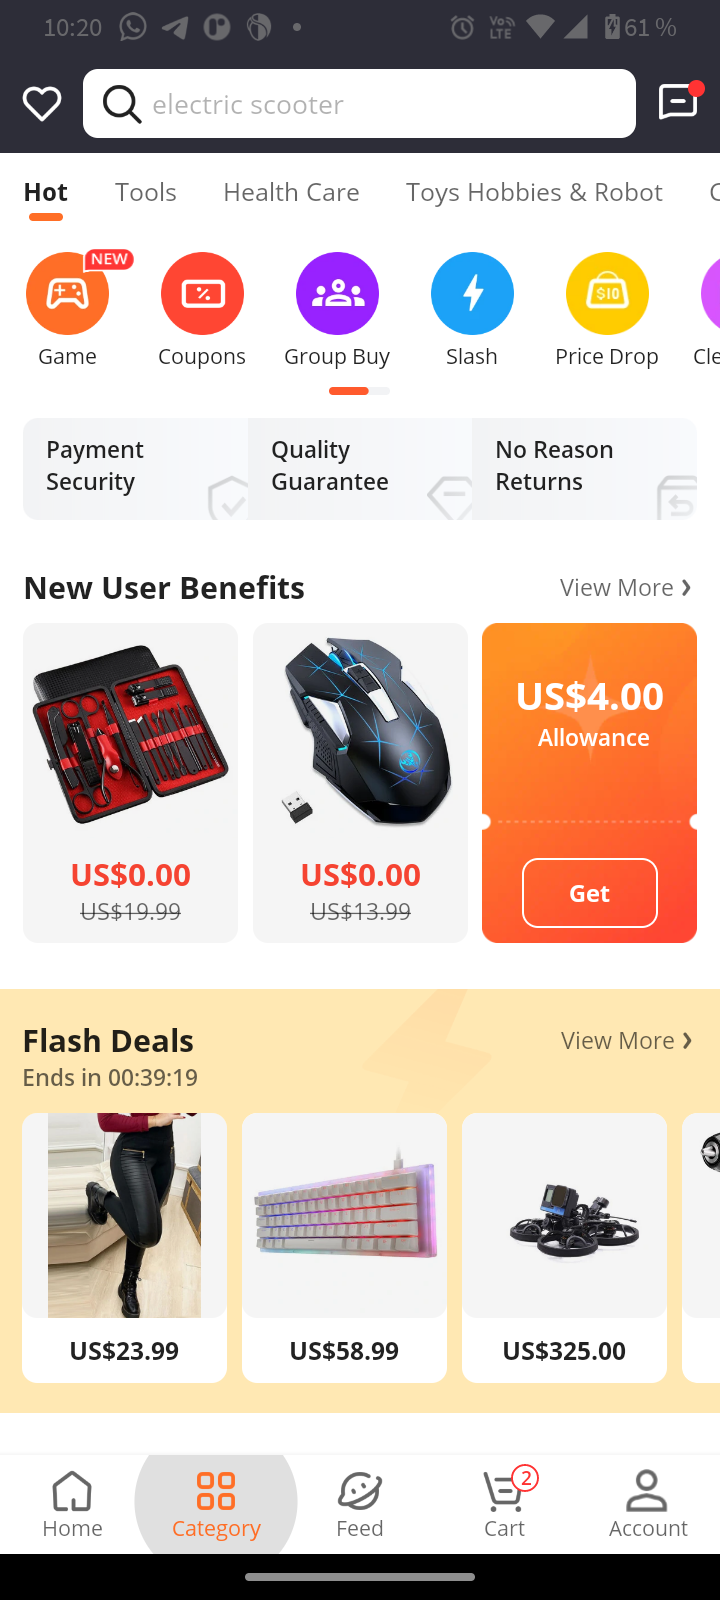 10:20
VoD LTE
61 %
electric scooter
Hot Tools Health Care Toys Hobbies & Robot
NEW
Game Coupons Group Buy Slash Price Drop Cle
$10
Payment Security
Quality Guarantee
No Reason Returns
New User Benefits View More
US$0.00
US$19.99
US$0.00
US$13.99
US$4.00
Allowance
Get
Flash Deals View More
Ends in 00:39:19
US$23.99 US$58.99 US$325.00
2
Home Category Feed Cart Account